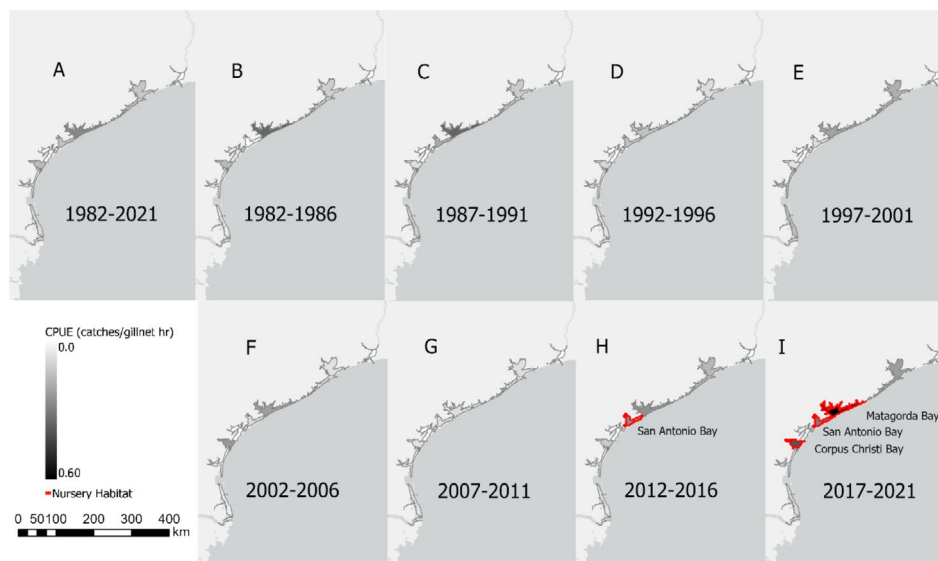 A
B
C
D
E
1982-2021
1982-1986
1987-1991
1992-1996
1997-2001
CPUE (catches/gillnet hr)
0.0
0.60
Nursery Habitat
0 50 100 200 300 400
km
F
G
H
I
San Antonio Bay
Matagorda Bay
San Antonio Bay
Corpus Christi Bay
2002-2006
2007-2011
2012-2016
2017-2021